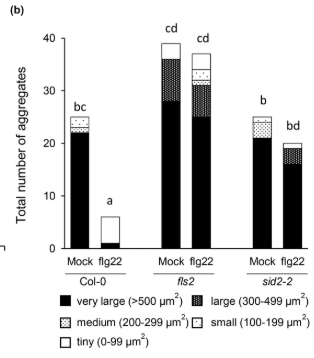 (b)
Total number of aggregates
40
30
20
10
0
bc
a
cd
cd
b
bd
Mock flg22 Mock flg22 Mock flg22
Col-0 fls2 sid2-2
very large (>500 µm²) large (300-499 µm²)
medium (200-299 µm²) small (100-199 µm²)
tiny (0-99 µm²)